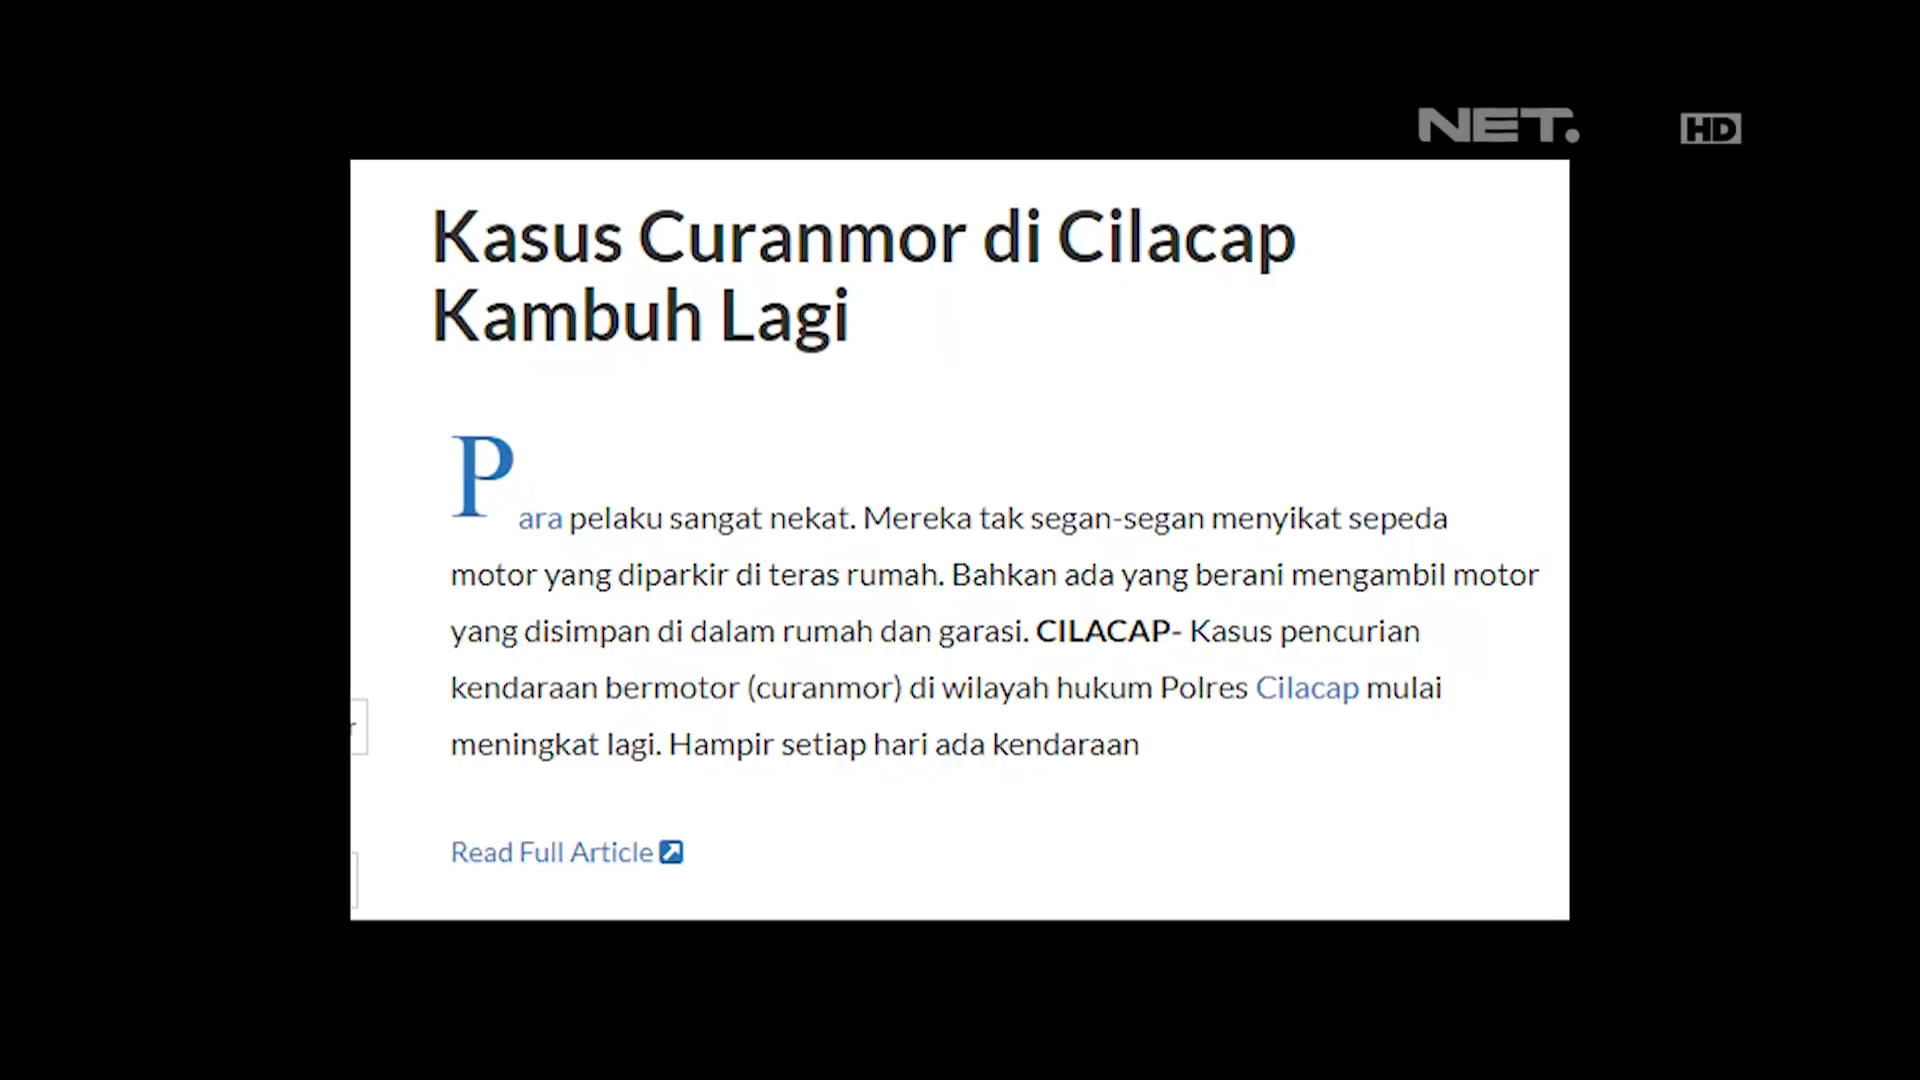 NET.
HD
Kasus Curanmor di Cilacap
Kambuh Lagi
Para pelaku sangat nekat. Mereka tak segan-segan menyikat sepeda
motor yang diparkir di teras rumah. Bahkan ada yang berani mengambil motor
yang disimpan di dalam rumah dan garasi. CILACAP- Kasus pencurian
kendaraan bermotor (curanmor) di wilayah hukum Polres Cilacap mulai
meningkat lagi. Hampir setiap hari ada kendaraan
Read Full Article